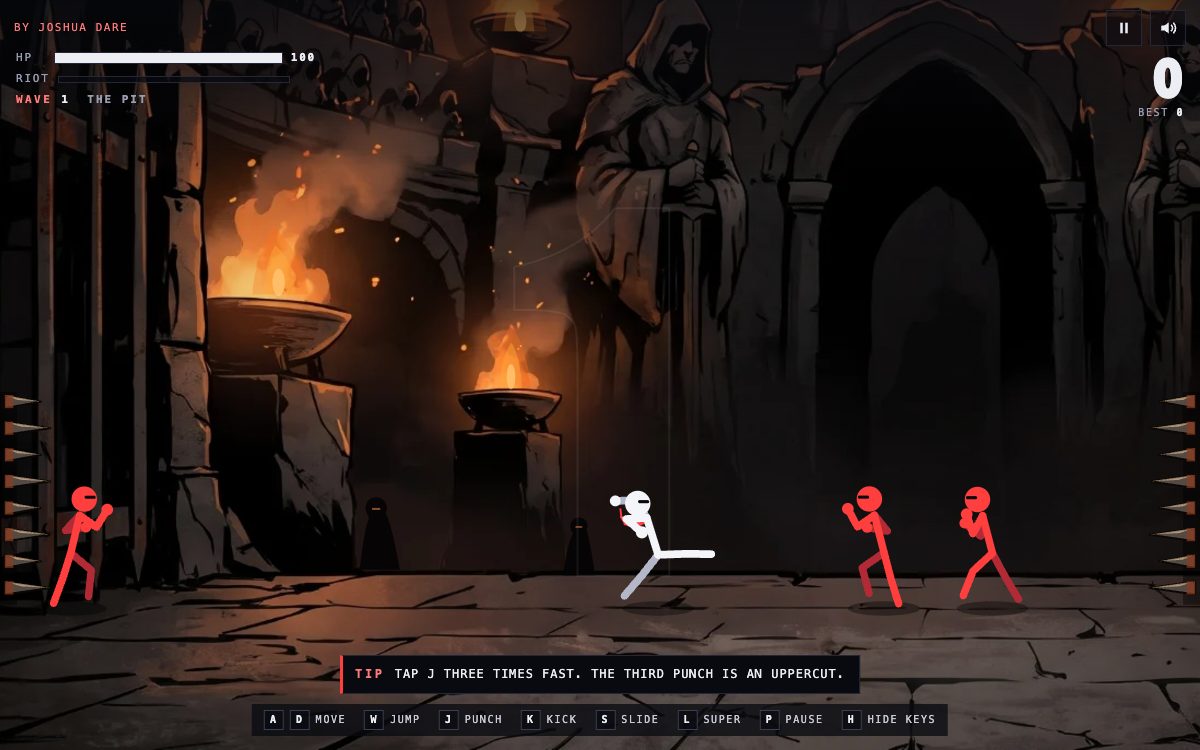 BY JOSHUA DARE
HP 100
RIOT
WAVE 1 THE PIT
0
BEST 0
TIP TAP J THREE TIMES FAST. THE THIRD PUNCH IS AN UPPERCUT.
A D MOVE W JUMP J PUNCH K KICK S SLIDE L SUPER P PAUSE H HIDE KEYS